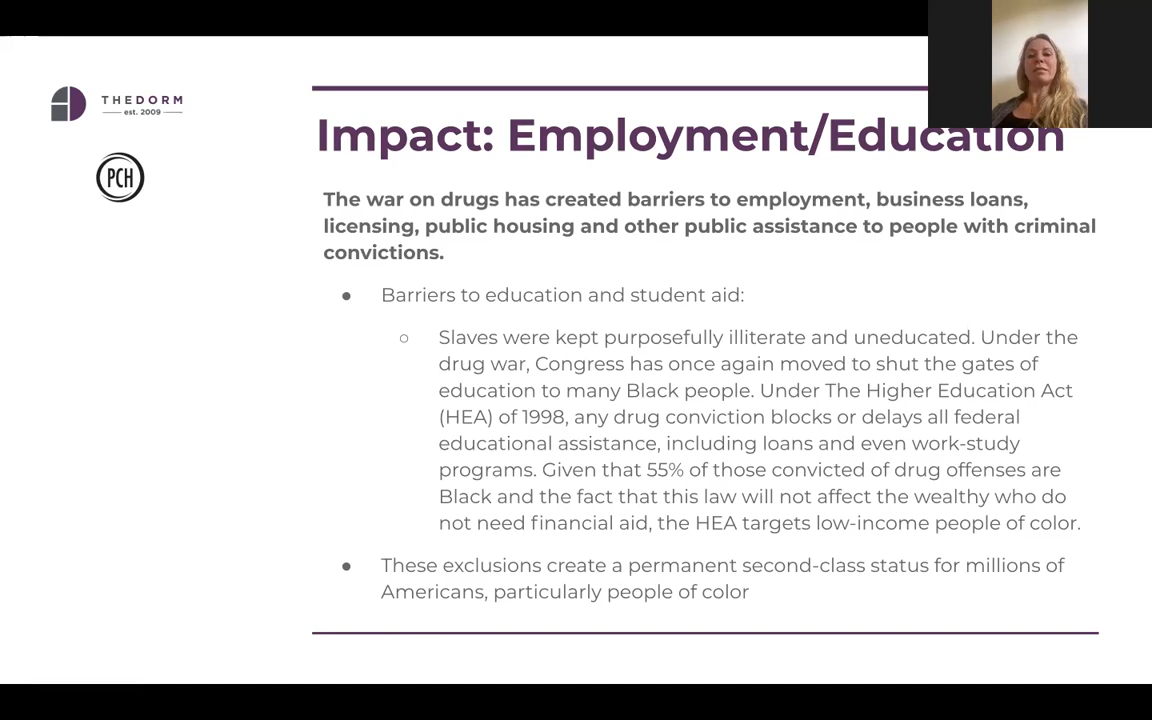 THEDORM
est. 2009
PCH
Impact: Employment/Education
The war on drugs has created barriers to employment, business loans,
licensing, public housing and other public assistance to people with criminal
convictions.
● Barriers to education and student aid:
○ Slaves were kept purposefully illiterate and uneducated. Under the
drug war, Congress has once again moved to shut the gates of
education to many Black people. Under The Higher Education Act
(HEA) of 1998, any drug conviction blocks or delays all federal
educational assistance, including loans and even work-study
programs. Given that 55% of those convicted of drug offenses are
Black and the fact that this law will not affect the wealthy who do
not need financial aid, the HEA targets low-income people of color.
● These exclusions create a permanent second-class status for millions of
Americans, particularly people of color